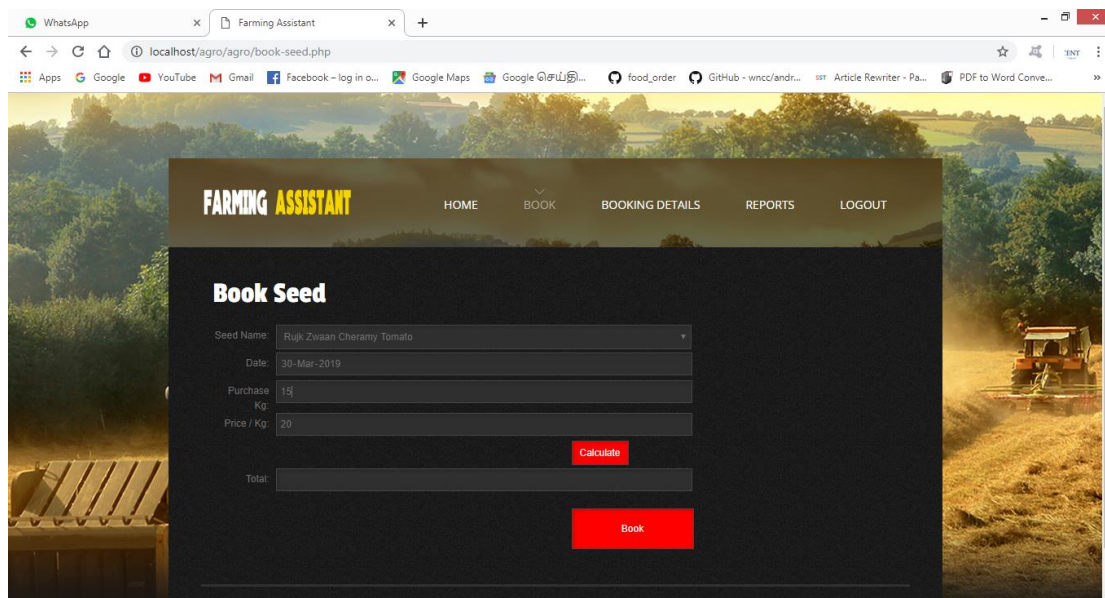 WhatsApp
Farming Assistant
localhost/agro/agro/book-seed.php
Apps
Google
YouTube
Gmail
Facebook – log in o...
Google Maps
Google செய்தி...
food_order
GitHub - wncc/andr...
SST Article Rewriter - Pa...
PDF to Word Conve...
FARMING ASSISTANT
HOME
BOOK
BOOKING DETAILS
REPORTS
LOGOUT
Book Seed
Seed Name: Rujk Zwaan Cheramy Tomato
Date: 30-Mar-2019
Purchase Kg: 15
Price / Kg: 20
Calculate
Total:
Book